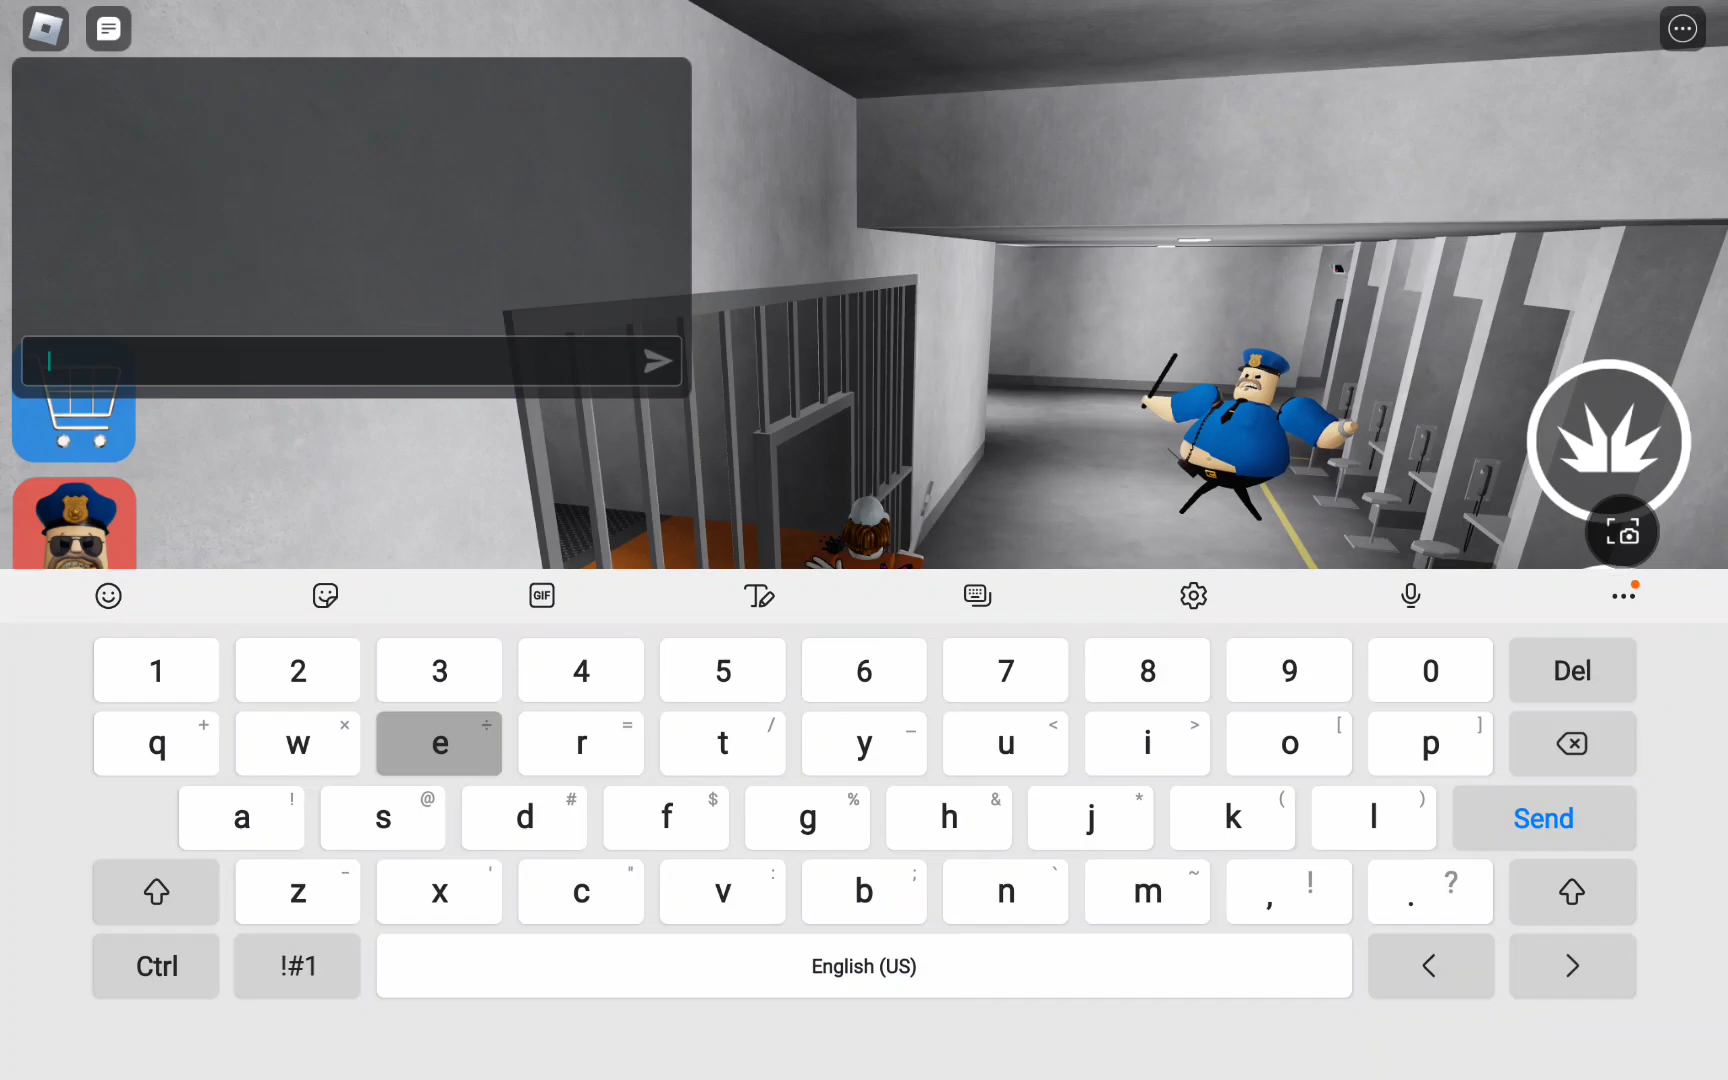 GIF
1 2 3 4 5 6 7 8 9 0 Del
q + w × e ÷ r = t / y _ u < i > o [ p ]
a ! s @ d # f $ g % h & j * k ( l ) Send
z - x ' c " v : b ; n ` m ~ , ! . ?
Ctrl !#1 English (US) < >